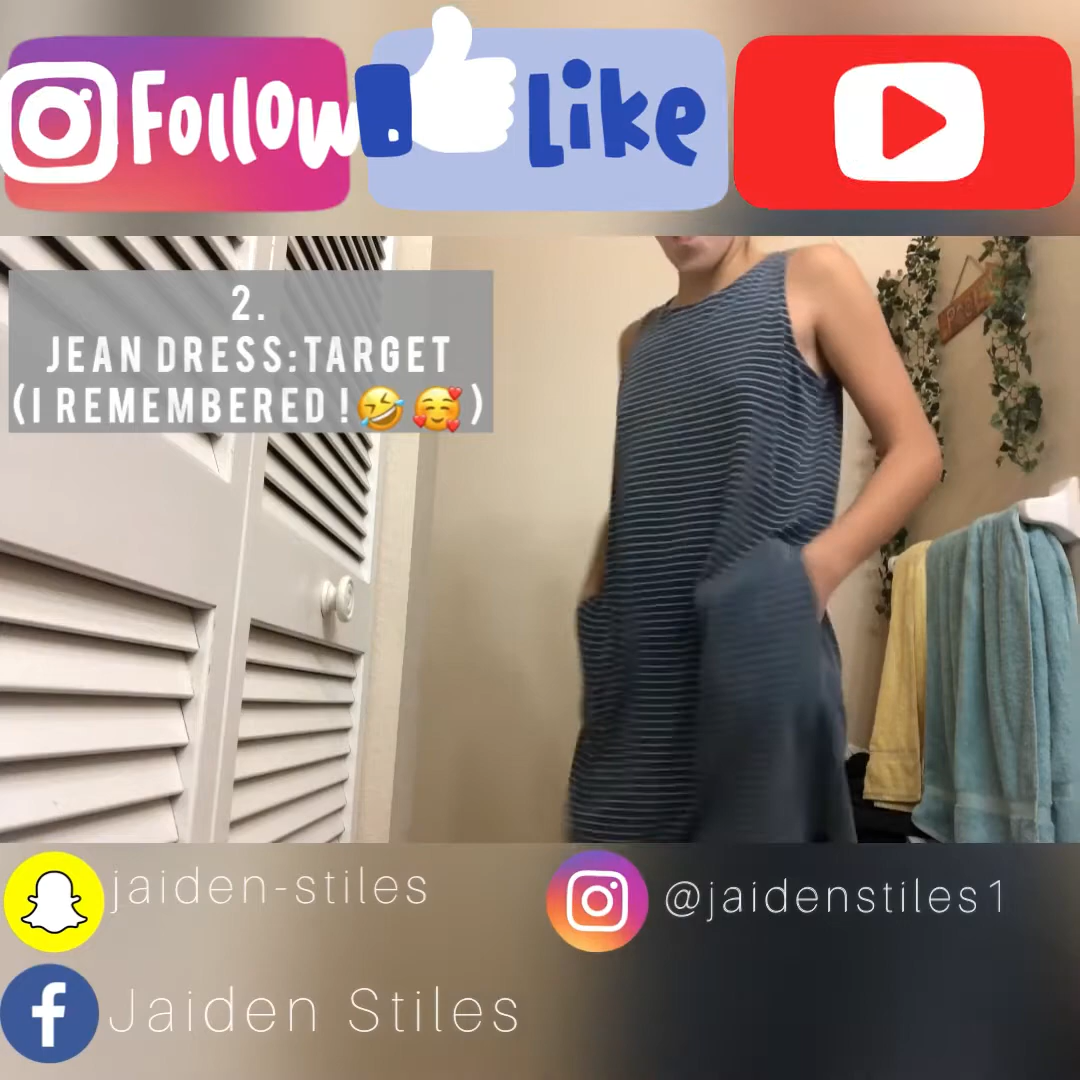 Follow
Like
2.
JEAN DRESS:TARGET
(I REMEMBERED!🤣🥰)
jaiden-stiles
@jaidenstiles1
Jaiden Stiles